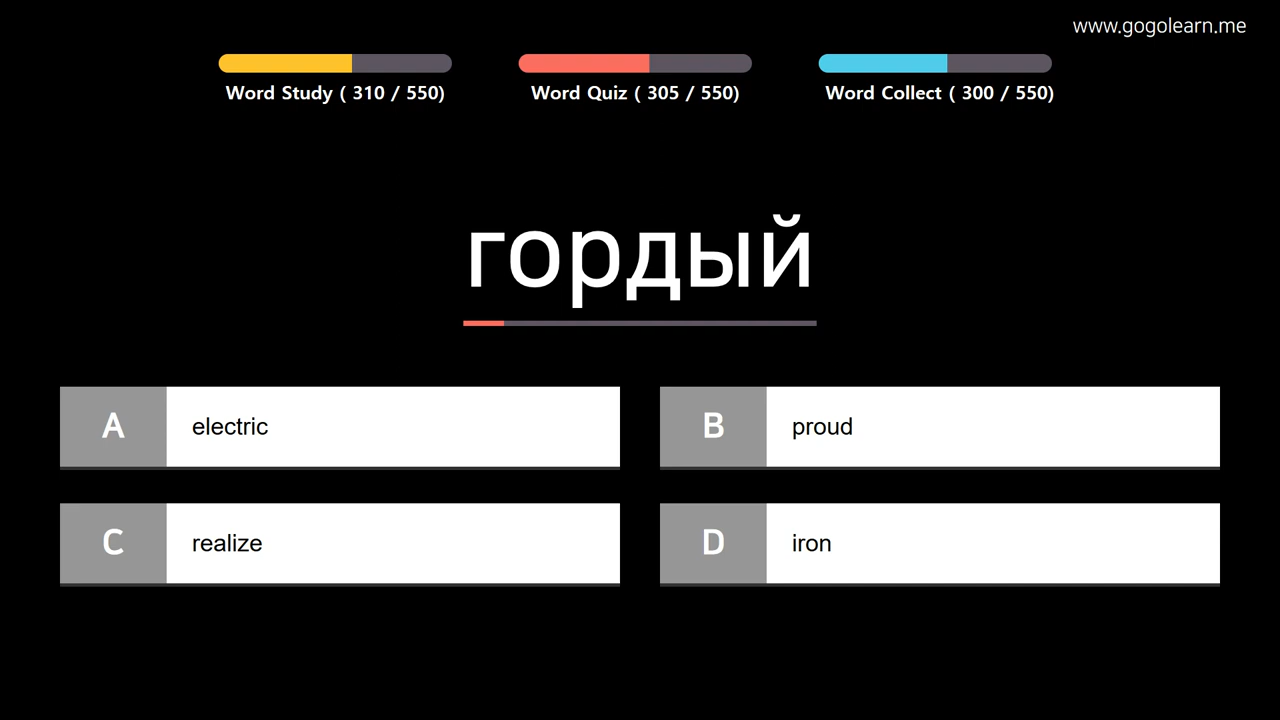 www.gogolearn.me
Word Study ( 310 / 550)
Word Quiz ( 305 / 550)
Word Collect ( 300 / 550)
гордый
A electric
B proud
C realize
D iron